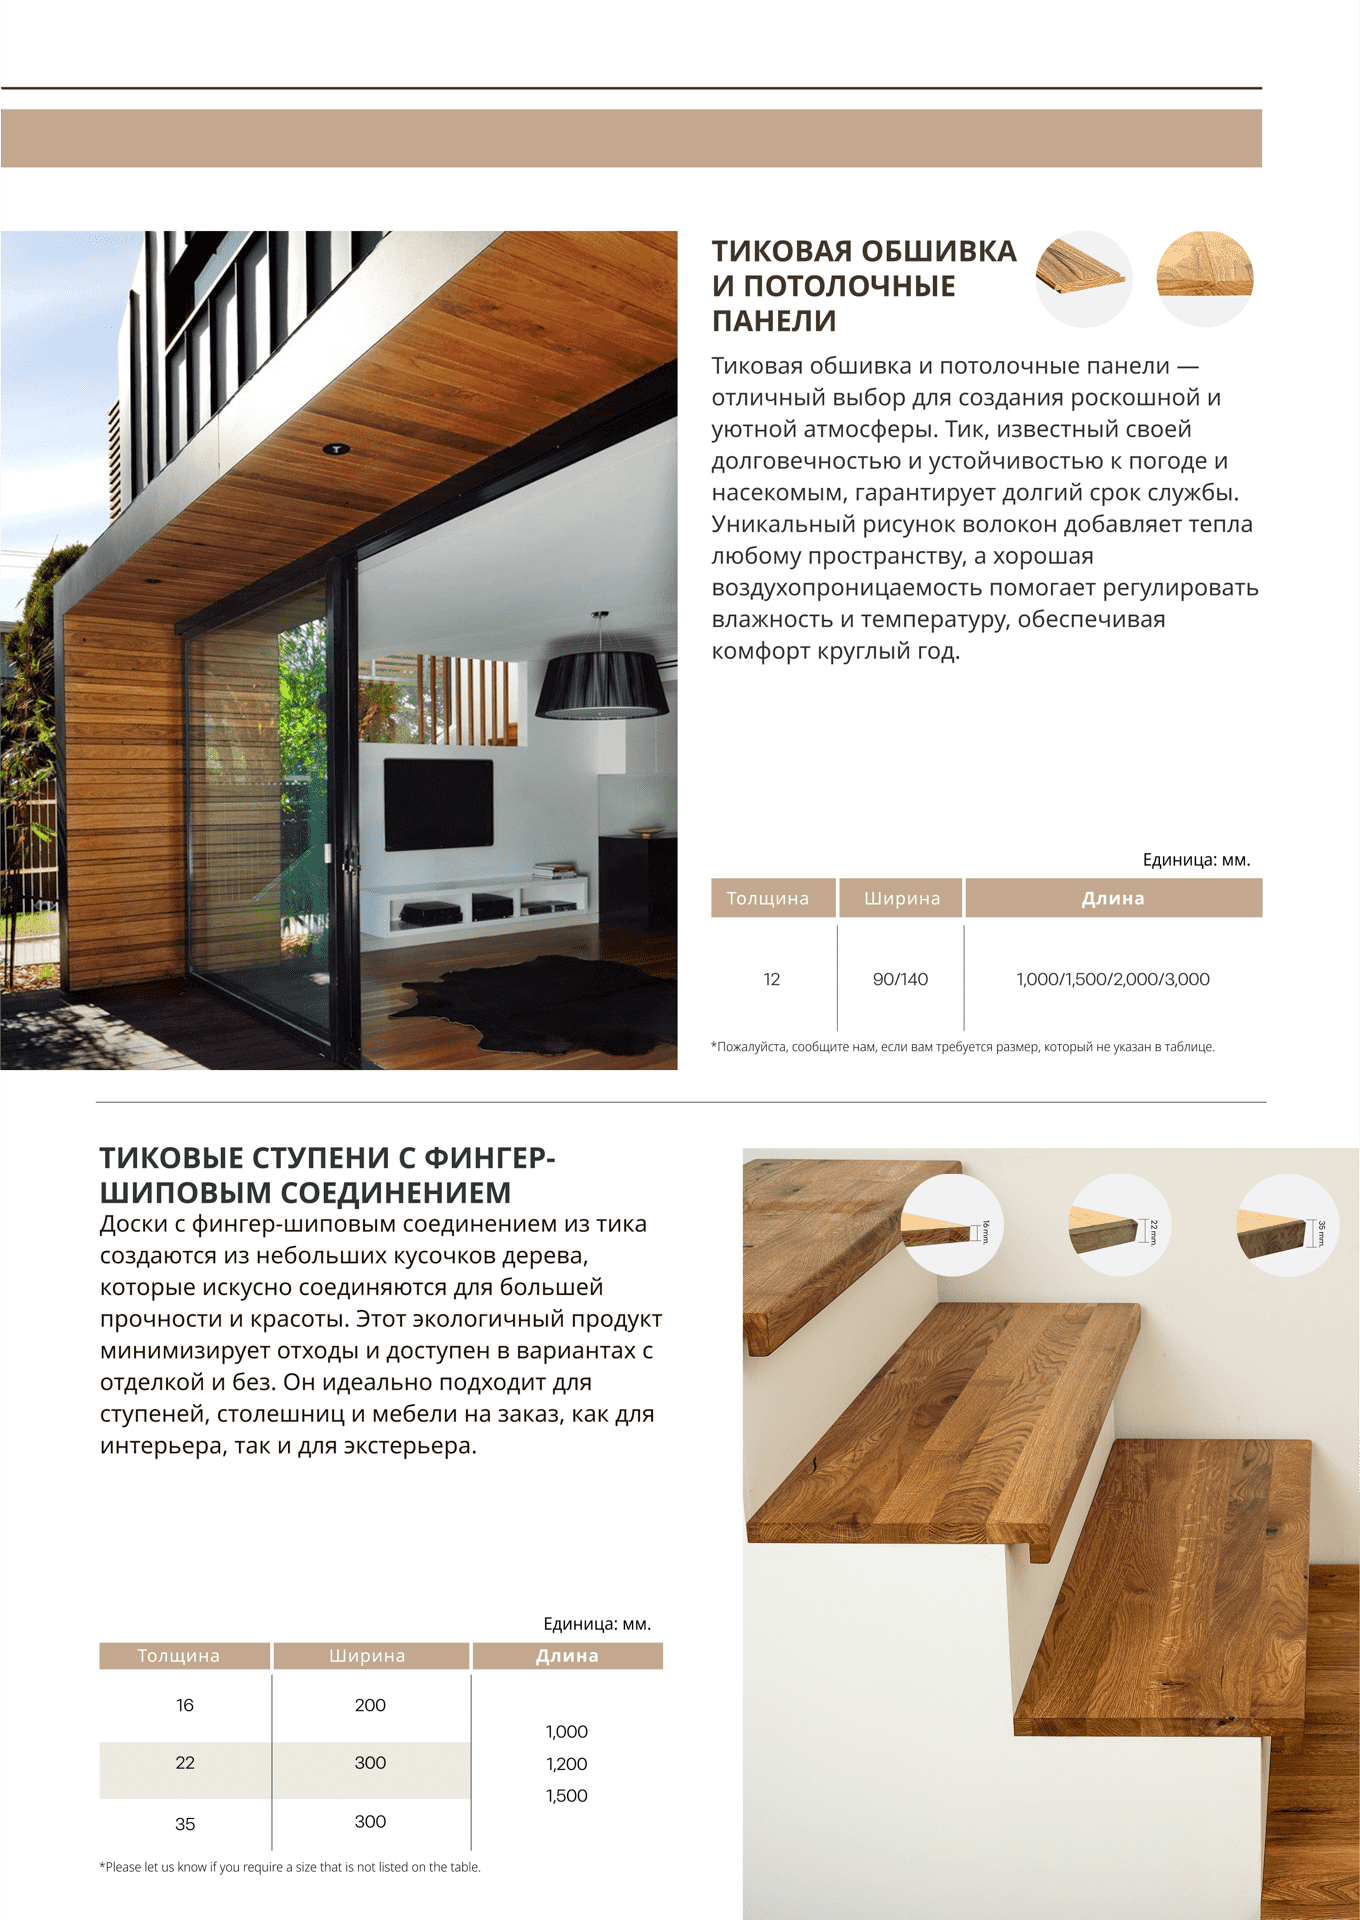 ТИКОВАЯ ОБШИВКА
И ПОТОЛОЧНЫЕ
ПАНЕЛИ
Тиковая обшивка и потолочные панели —
отличный выбор для создания роскошной и
уютной атмосферы. Тик, известный своей
долговечностью и устойчивостью к погоде и
насекомым, гарантирует долгий срок службы.
Уникальный рисунок волокон добавляет тепла
любому пространству, а хорошая
воздухопроницаемость помогает регулировать
влажность и температуру, обеспечивая
комфорт круглый год.
Единица: мм.
Толщина Ширина Длина
12 90/140 1,000/1,500/2,000/3,000
*Пожалуйста, сообщите нам, если вам требуется размер, который не указан в таблице.
ТИКОВЫЕ СТУПЕНИ С ФИНГЕР-
ШИПОВЫМ СОЕДИНЕНИЕМ
Доски с фингер-шиповым соединением из тика
создаются из небольших кусочков дерева,
которые искусно соединяются для большей
прочности и красоты. Этот экологичный продукт
минимизирует отходы и доступен в вариантах с
отделкой и без. Он идеально подходит для
ступеней, столешниц и мебели на заказ, как для
интерьера, так и для экстерьера.
16 mm.
22 mm.
35 mm.
Единица: мм.
Толщина Ширина Длина
16 200
1,000
22 300 1,200
1,500
35 300
*Please let us know if you require a size that is not listed on the table.